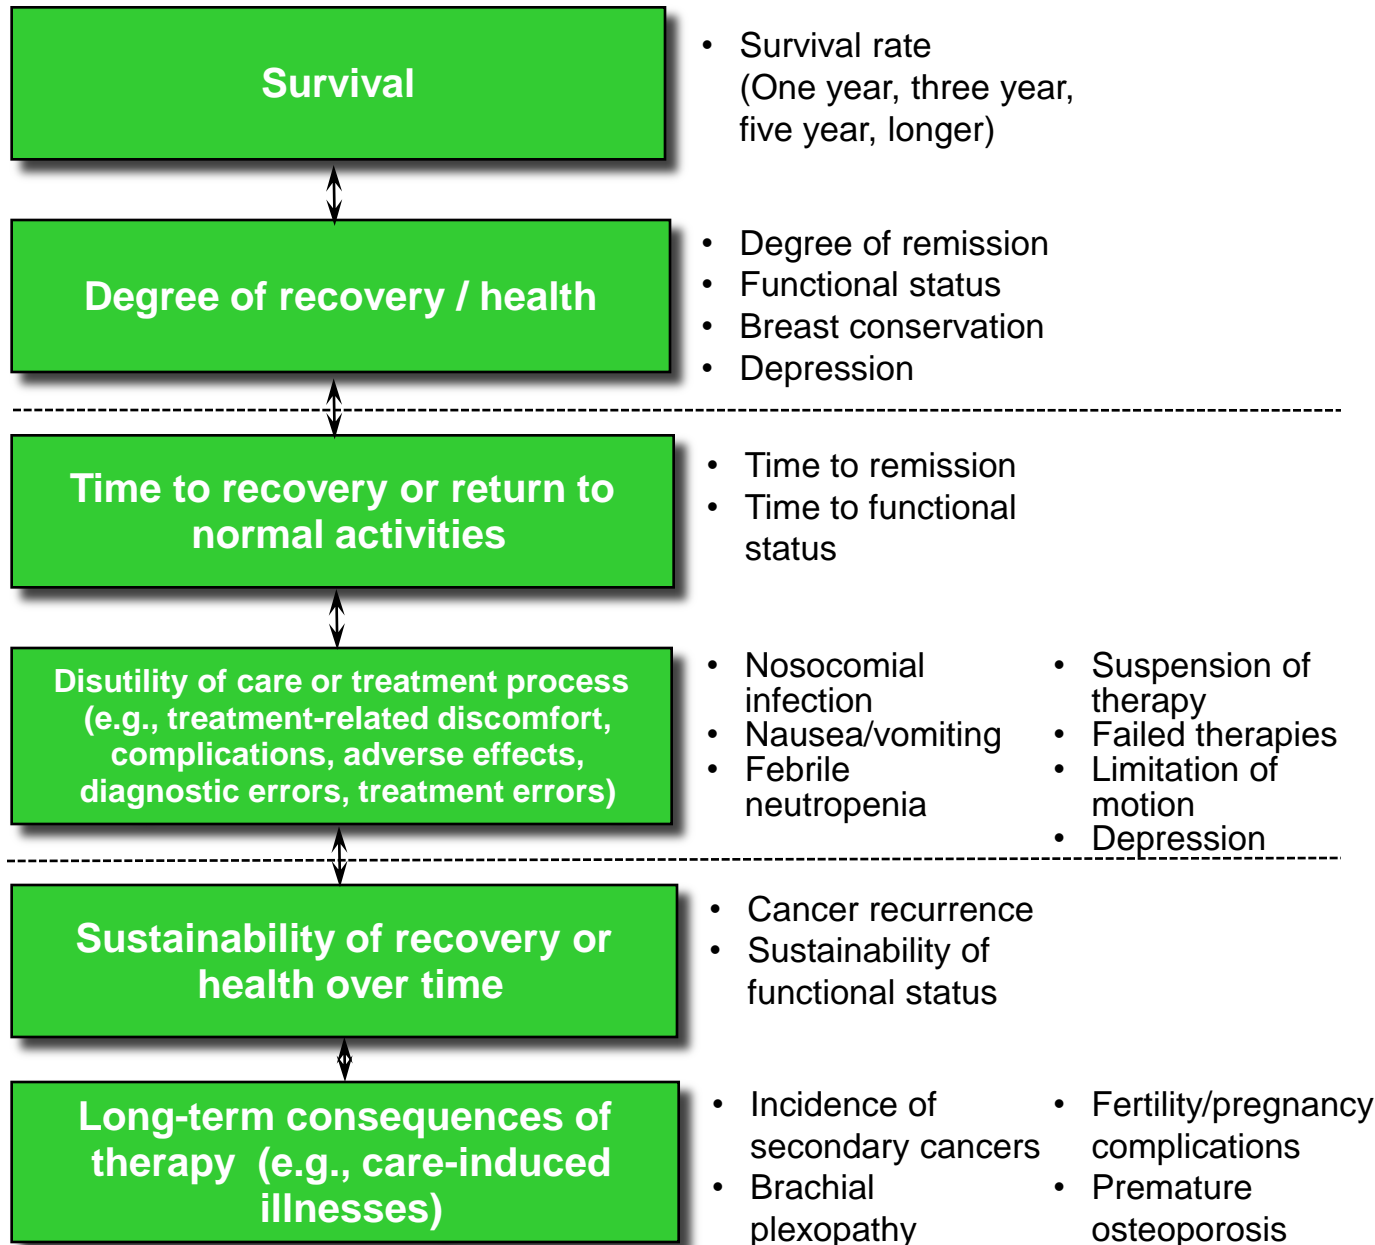 Survival
• Survival rate
(One year, three year,
five year, longer)
Degree of recovery / health
• Degree of remission
• Functional status
• Breast conservation
• Depression
Time to recovery or return to
normal activities
• Time to remission
• Time to functional
status
Disutility of care or treatment process
(e.g., treatment-related discomfort,
complications, adverse effects,
diagnostic errors, treatment errors)
• Nosocomial
infection
• Nausea/vomiting
• Febrile
neutropenia
• Suspension of
therapy
• Failed therapies
• Limitation of
motion
• Depression
Sustainability of recovery or
health over time
• Cancer recurrence
• Sustainability of
functional status
Long-term consequences of
therapy (e.g., care-induced
illnesses)
• Incidence of
secondary cancers
• Brachial
plexopathy
• Fertility/pregnancy
complications
• Premature
osteoporosis